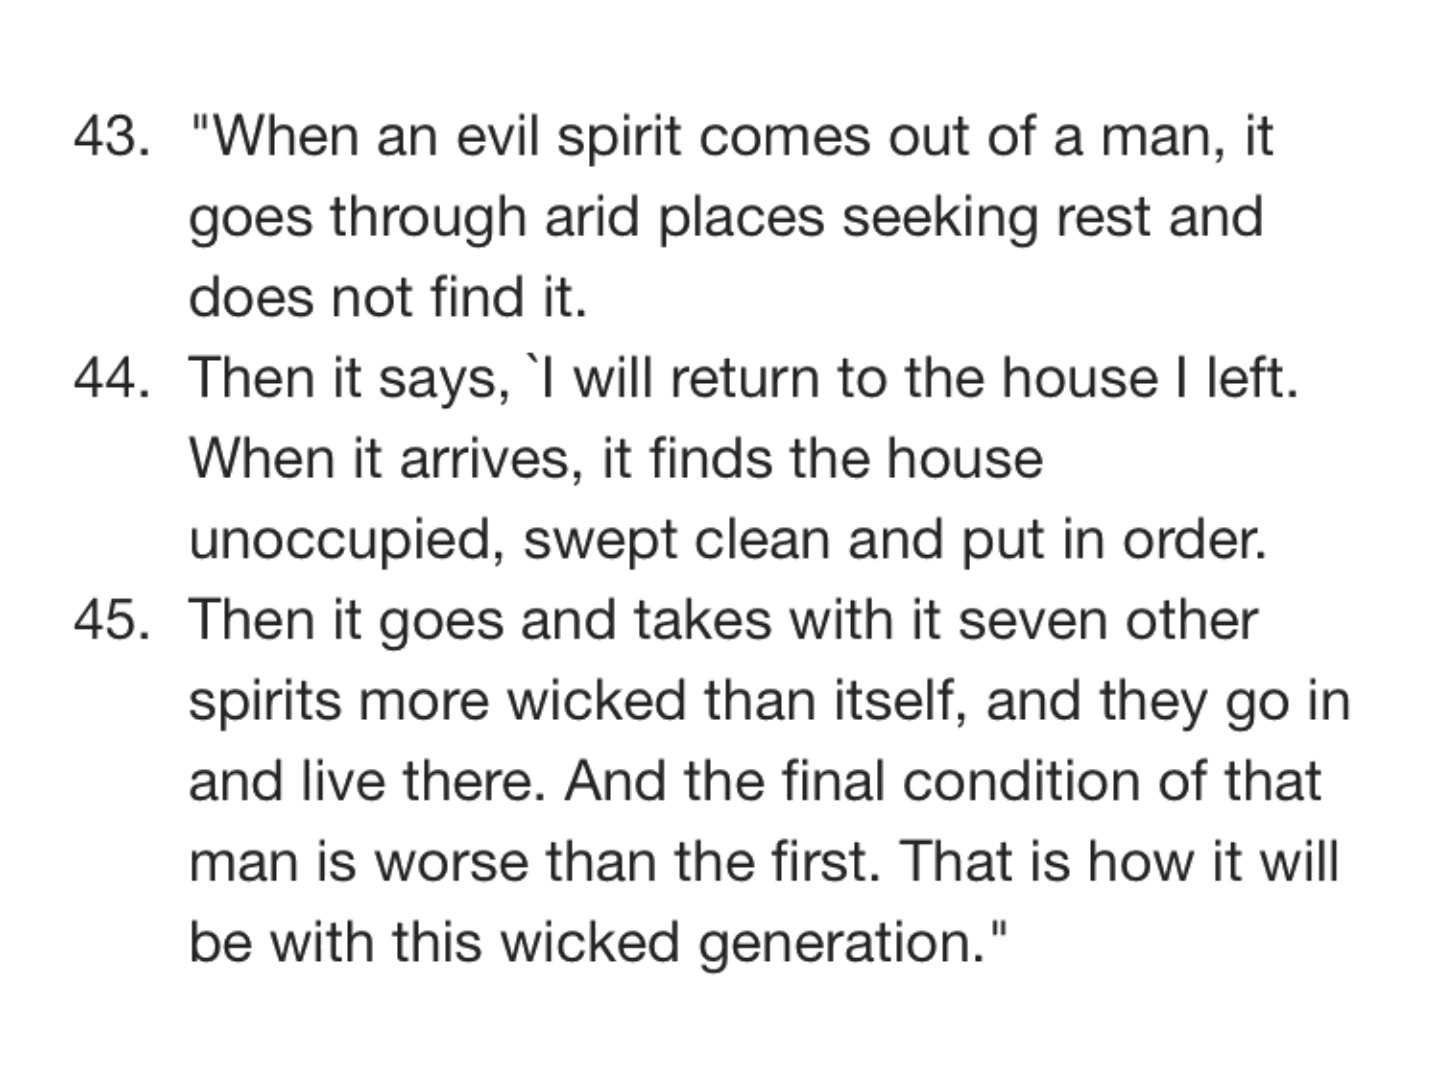 43. "When an evil spirit comes out of a man, it
goes through arid places seeking rest and
does not find it.
44. Then it says, `I will return to the house I left.
When it arrives, it finds the house
unoccupied, swept clean and put in order.
45. Then it goes and takes with it seven other
spirits more wicked than itself, and they go in
and live there. And the final condition of that
man is worse than the first. That is how it will
be with this wicked generation."